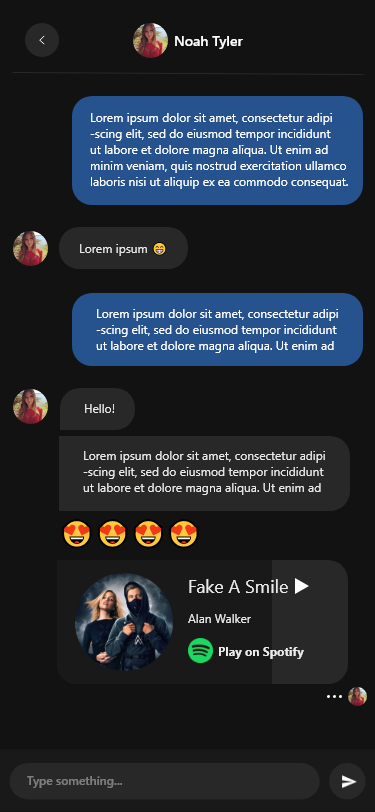 Noah Tyler
Lorem ipsum dolor sit amet, consectetur adipi
-scing elit, sed do eiusmod tempor incididunt
ut labore et dolore magna aliqua. Ut enim ad
minim veniam, quis nostrud exercitation ullamco
laboris nisi ut aliquip ex ea commodo consequat.
Lorem ipsum 😁
Lorem ipsum dolor sit amet, consectetur adipi
-scing elit, sed do eiusmod tempor incididunt
ut labore et dolore magna aliqua. Ut enim ad
Hello!
Lorem ipsum dolor sit amet, consectetur adipi
-scing elit, sed do eiusmod tempor incididunt
ut labore et dolore magna aliqua. Ut enim ad
😍 😍 😍 😍
Fake A Smile
Alan Walker
Play on Spotify
Type something...